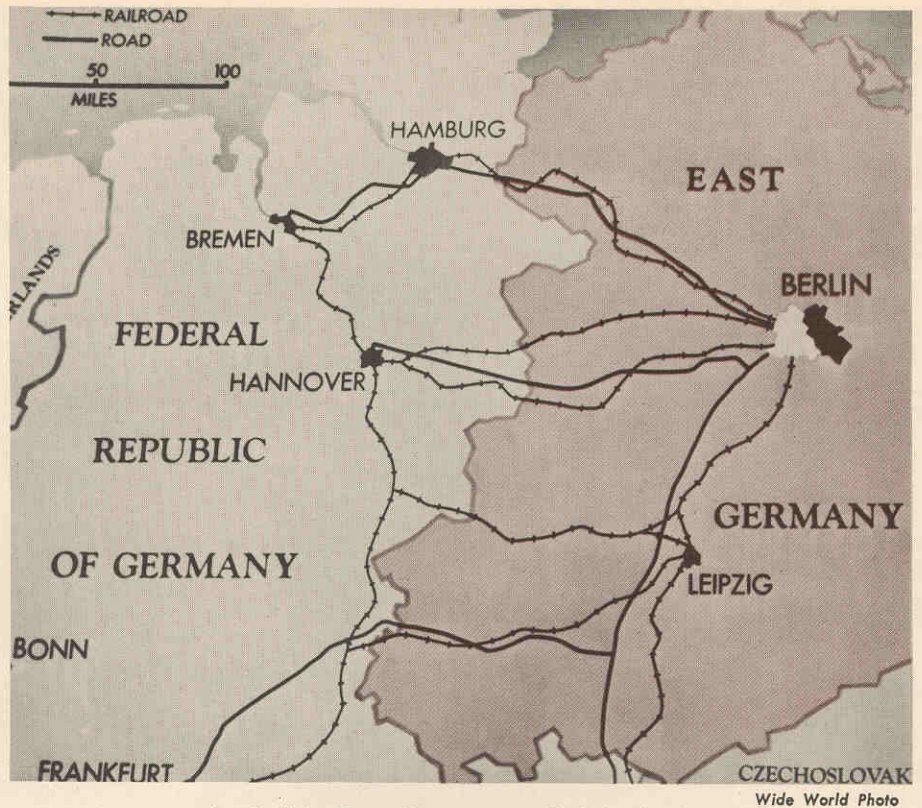 RAILROAD
ROAD
50
100
MILES
HAMBURG
EAST
BREMEN
ERLANDS
BERLIN
FEDERAL
HANNOVER
REPUBLIC
GERMANY
OF GERMANY
LEIPZIG
BONN
FRANKFURT
CZECHOSLOVAK
Wide World Photo